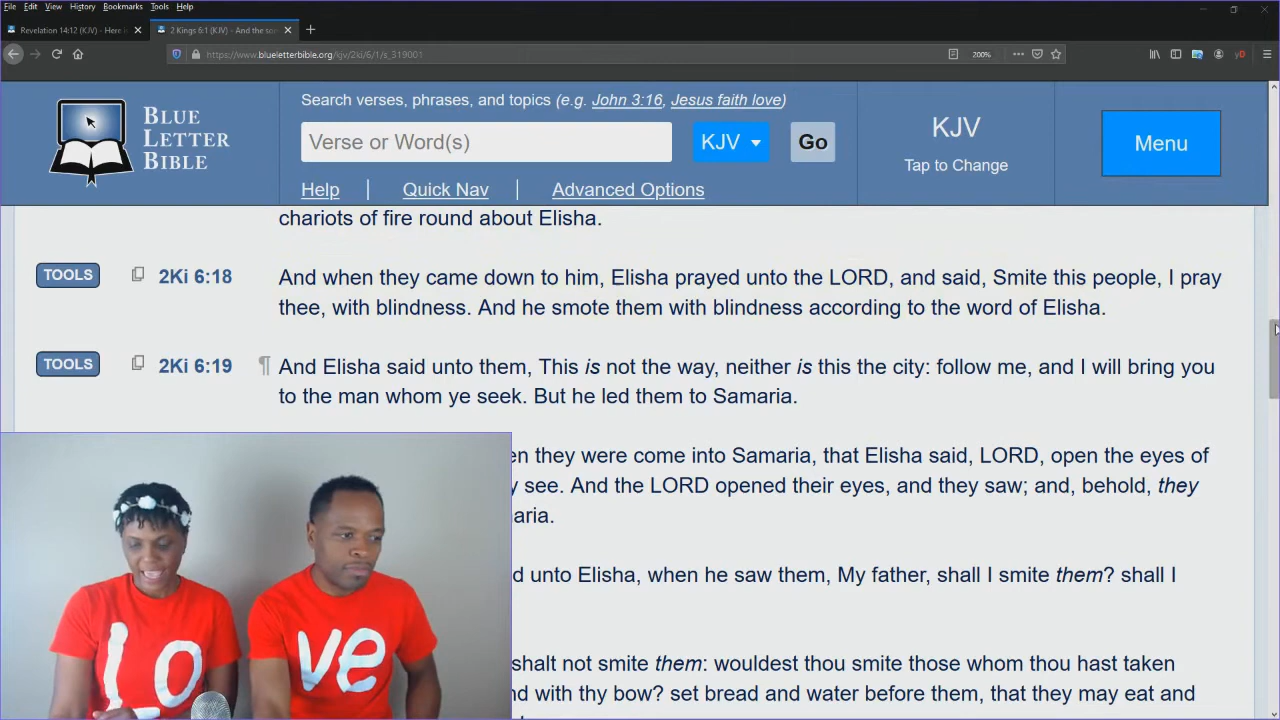 File Edit View History Bookmarks Tools Help
Revelation 14:12 (KJV) - Here i
2 Kings 6:1 (KJV) - And the so
https://www.blueletterbible.org/kjv/2ki/6/1/s_319001
200%
BLUE
LETTER
BIBLE
Search verses, phrases, and topics (e.g. John 3:16, Jesus faith love)
Verse or Word(s)
KJV
Go
Help | Quick Nav | Advanced Options
KJV
Tap to Change
Menu
chariots of fire round about Elisha.
TOOLS 2Ki 6:18 And when they came down to him, Elisha prayed unto the LORD, and said, Smite this people, I pray
thee, with blindness. And he smote them with blindness according to the word of Elisha.
TOOLS 2Ki 6:19 ¶ And Elisha said unto them, This is not the way, neither is this the city: follow me, and I will bring you
to the man whom ye seek. But he led them to Samaria.
en they were come into Samaria, that Elisha said, LORD, open the eyes of
y see. And the LORD opened their eyes, and they saw; and, behold, they
aria.
d unto Elisha, when he saw them, My father, shall I smite them? shall I
shalt not smite them: wouldest thou smite those whom thou hast taken
nd with thy bow? set bread and water before them, that they may eat and
Lo
ve